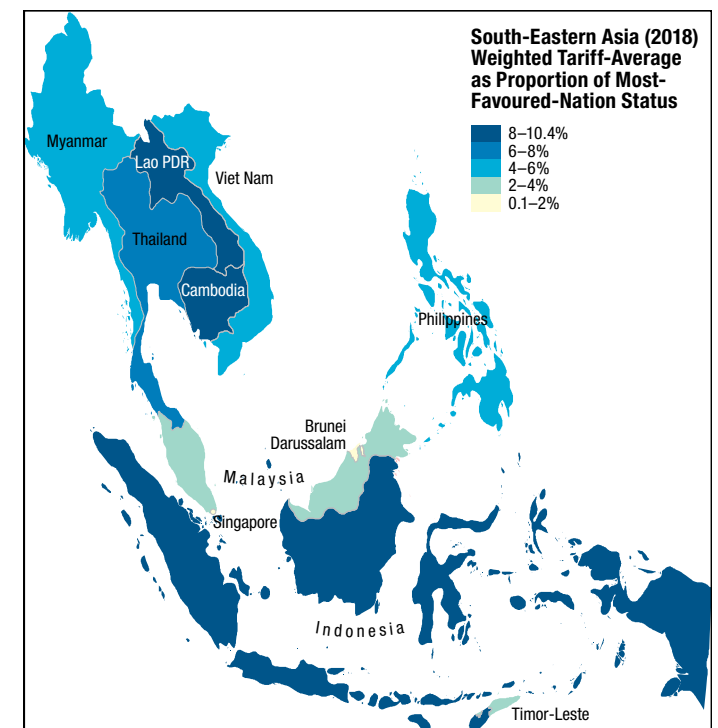 South-Eastern Asia (2018)
Weighted Tariff-Average
as Proportion of Most-
Favoured-Nation Status
8–10.4%
6–8%
4–6%
2–4%
0.1–2%
Myanmar
Lao PDR
Viet Nam
Thailand
Cambodia
Philippines
Brunei
Darussalam
Malaysia
Singapore
Indonesia
Timor-Leste